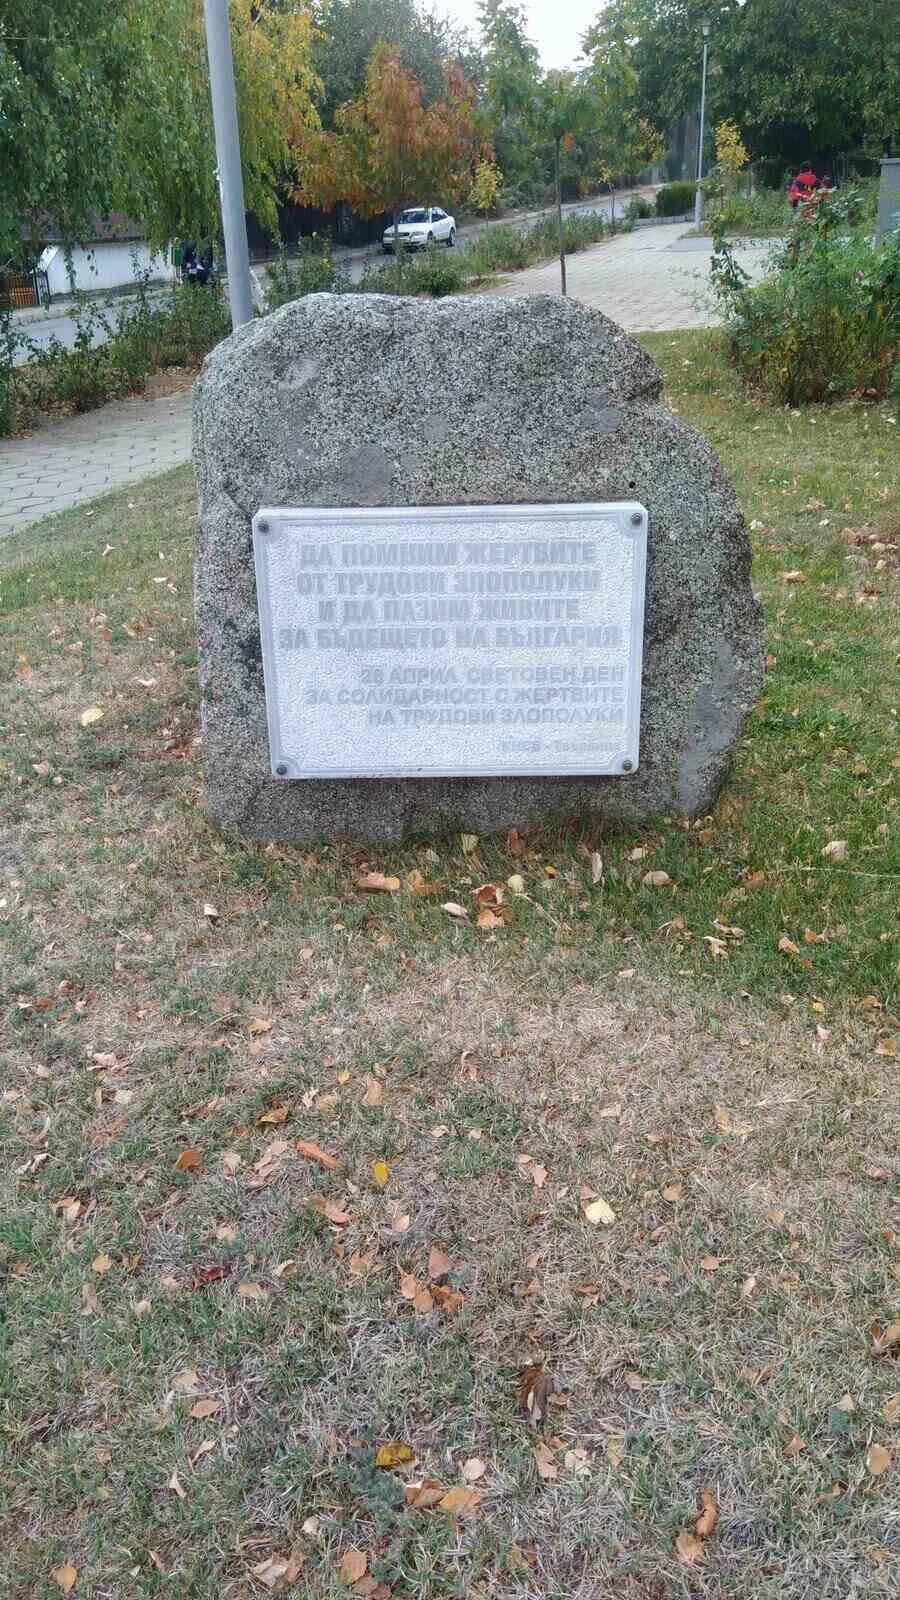 ДА ПОМНИМ ЖЕРТВИТЕ
ОТ ТРУДОВИ ЗЛОПОЛУКИ
И ДА ПАЗИМ ЖИВИТЕ
ЗА БЪДЕЩЕТО НА БЪЛГАРИЯ
28 АПРИЛ СВЕТОВЕН ДЕН
ЗА СОЛИДАРНОСТ С ЖЕРТВИТЕ
НА ТРУДОВИ ЗЛОПОЛУКИ
КНСБ -